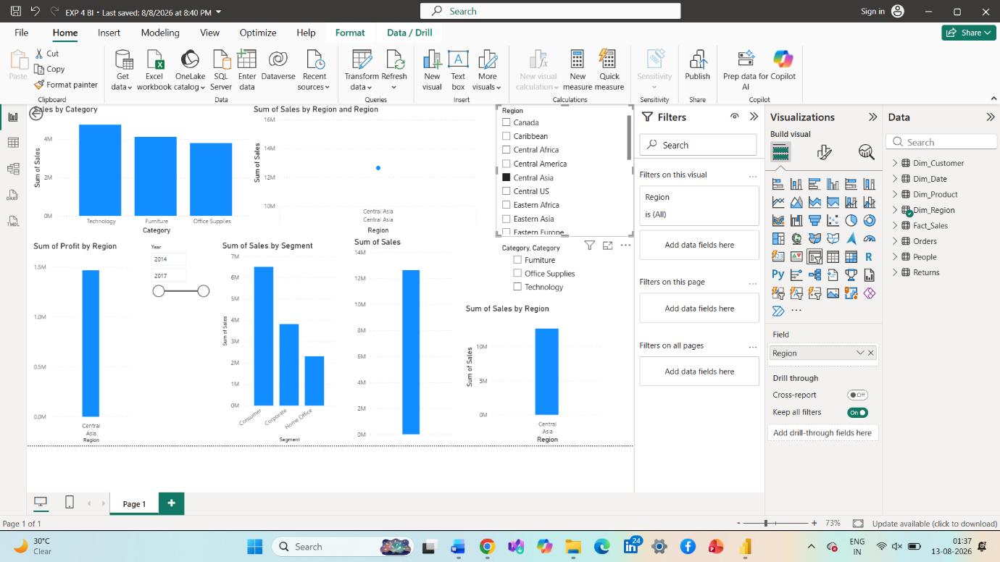 EXP 4 BI • Last saved: 8/8/2026 at 8:40 PM
Search
Sign in
File
Home
Insert
Modeling
View
Optimize
Help
Format
Data / Drill
Share
Paste
Cut
Copy
Format painter
Clipboard
Get data
Excel workbook
OneLake catalog
SQL Server
Enter data
Dataverse
Recent sources
Data
Transform data
Refresh
Queries
New visual
Text box
More visuals
Insert
New visual calculation
New measure
Quick measure
Calculations
Sensitivity
Sensitivity
Publish
Share
Prep data for AI
Copilot
Copilot
Sales by Category
4M
2M
0M
Sum of Sales
Technology
Furniture
Office Supplies
Category
Sum of Sales by Region and Region
16M
14M
12M
10M
Sum of Sales
Central Asia
Central Asia
Region
Region
Canada
Caribbean
Central Africa
Central America
Central Asia
Central US
Eastern Africa
Eastern Asia
Eastern Europe
Sum of Profit by Region
1.5M
1.0M
0.5M
0.0M
Central
Asia
Region
Year
2014
2017
Sum of Sales by Segment
7M
6M
5M
4M
3M
2M
1M
0M
Sum of Sales
Consumer
Corporate
Home Office
Segment
Sum of Sales
14M
12M
10M
8M
6M
4M
2M
0M
Category, Category
Furniture
Office Supplies
Technology
Sum of Sales by Region
10M
5M
0M
Sum of Sales
Central
Asia
Region
Filters
Search
Filters on this visual
Region
is (All)
Add data fields here
Filters on this page
Add data fields here
Filters on all pages
Add data fields here
Visualizations
Build visual
123
R
Py
Field
Region
Drill through
Cross-report
Off
Keep all filters
On
Add drill-through fields here
Data
Search
Dim_Customer
Dim_Date
Dim_Product
Dim_Region
Fact_Sales
Orders
People
Returns
DAX
TMDL
Page 1
Page 1 of 1
73%
Update available (click to download)
30°C
Clear
Search
24
ENG
IN
01:37
13-08-2026